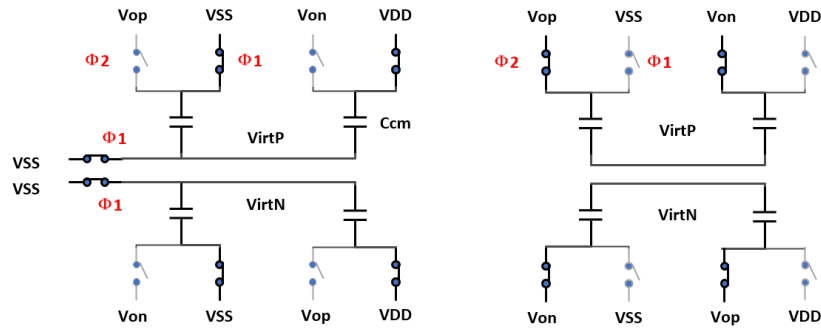 Vop VSS Von VDD
Φ2 Φ1
Ccm
VirtP
Φ1
VSS
VSS
Φ1
VirtN
Von VSS Vop VDD
Vop VSS Von VDD
Φ2 Φ1
VirtP
VirtN
Von VSS Vop VDD